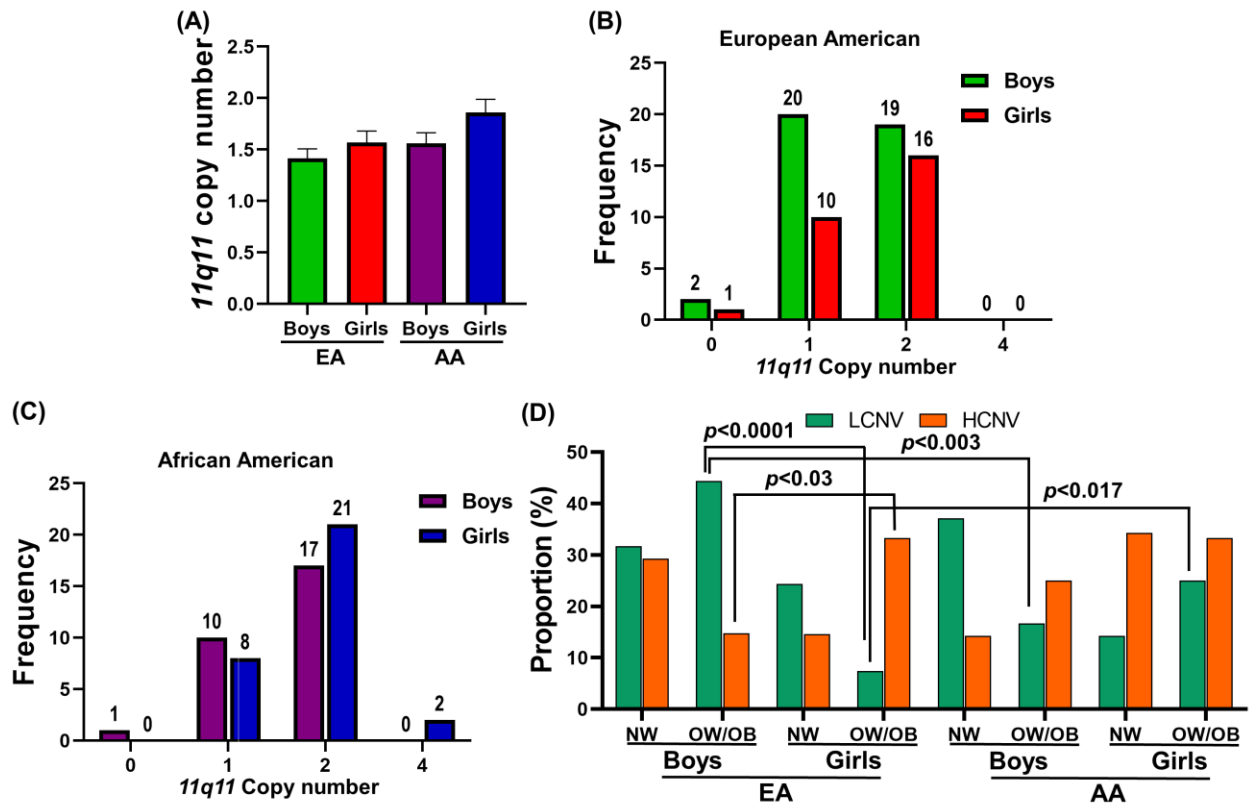 (A)
11q11 copy number
2.5
2.0
1.5
1.0
0.5
0.0
Boys Girls Boys Girls
EA AA
(B)
European American
Boys
Girls
Frequency
25
20
15
10
5
0
2 1 20 10 19 16 0 0
0 1 2 4
11q11 Copy number
(C)
African American
Boys
Girls
Frequency
25
20
15
10
5
0
1 0 10 8 17 21 0 2
0 1 2 4
11q11 Copy number
(D)
LCNV HCNV
p<0.0001
p<0.003
p<0.03
p<0.017
Proportion (%)
50
40
30
20
10
0
NW OW/OB NW OW/OB NW OW/OB NW OW/OB
Boys Girls Boys Girls
EA AA